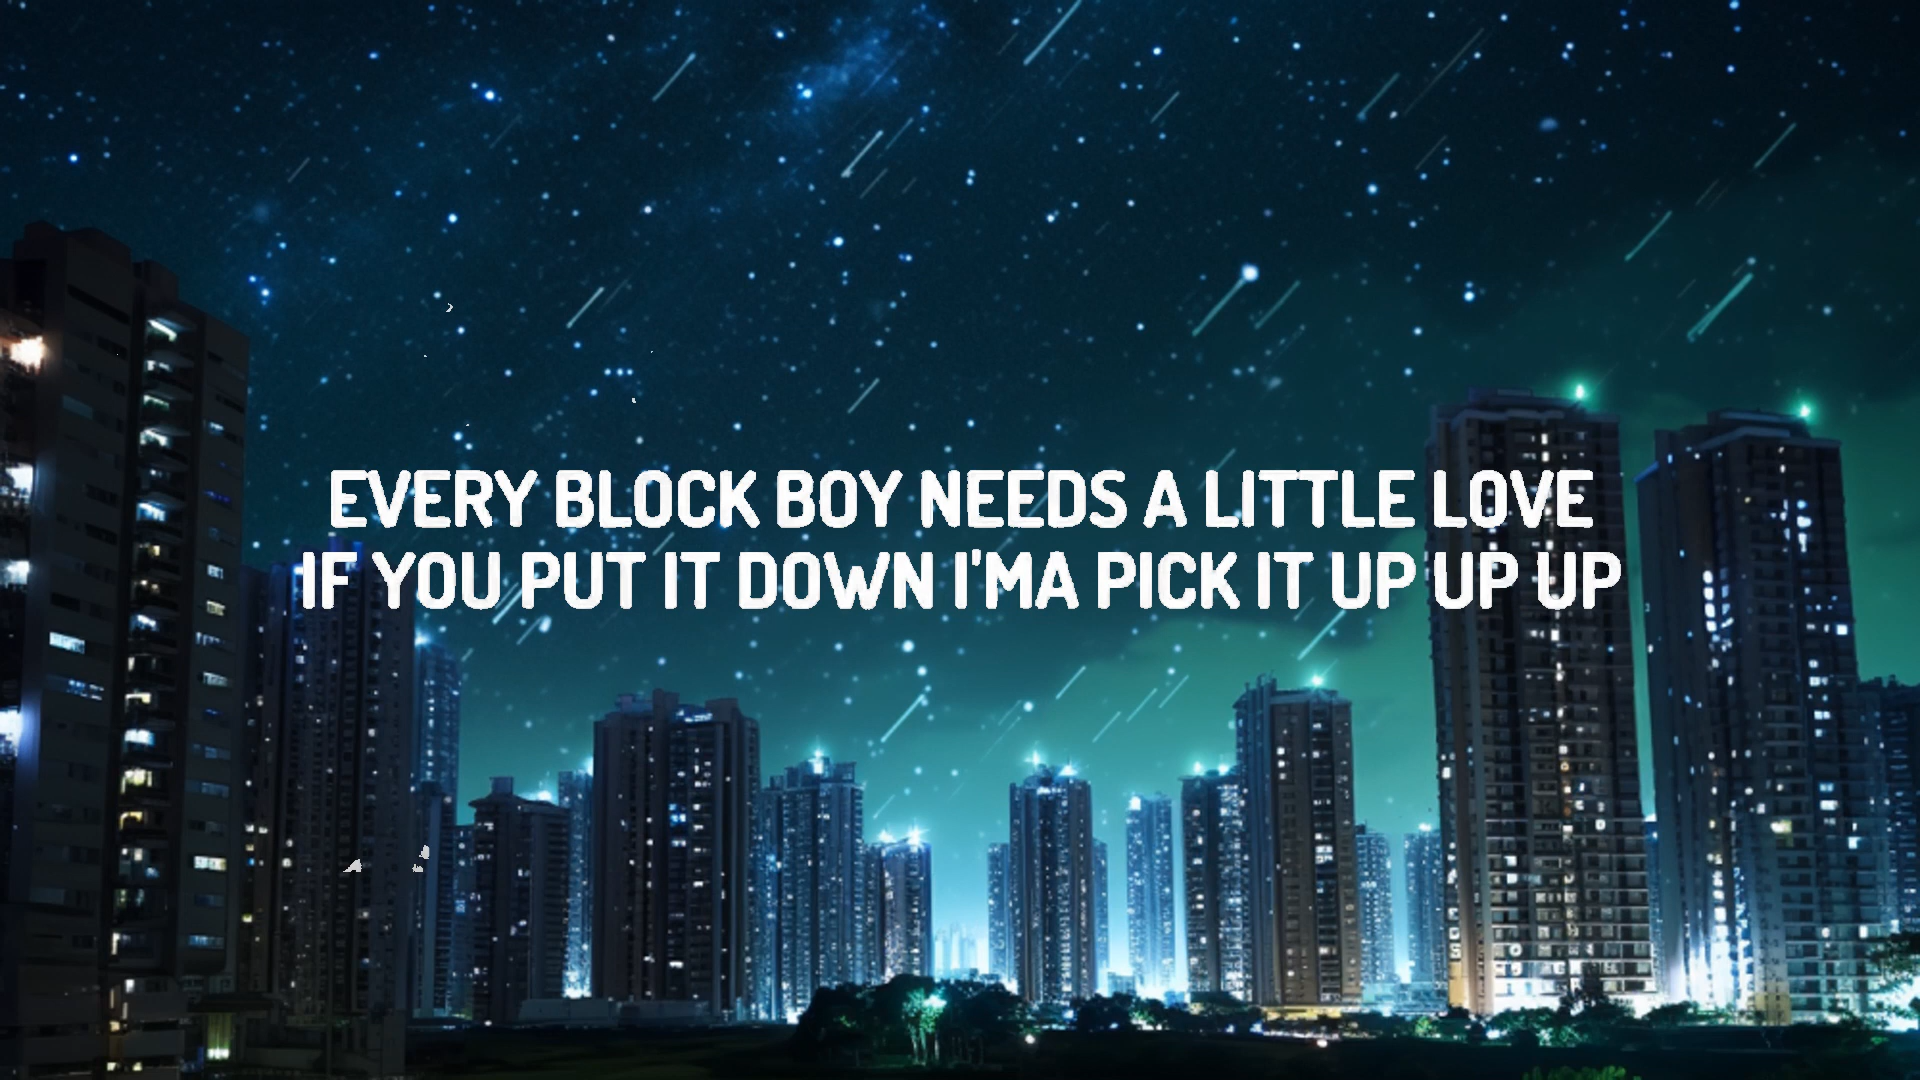 EVERY BLOCK BOY NEEDS A LITTLE LOVE
IF YOU PUT IT DOWN I'MA PICK IT UP UP UP